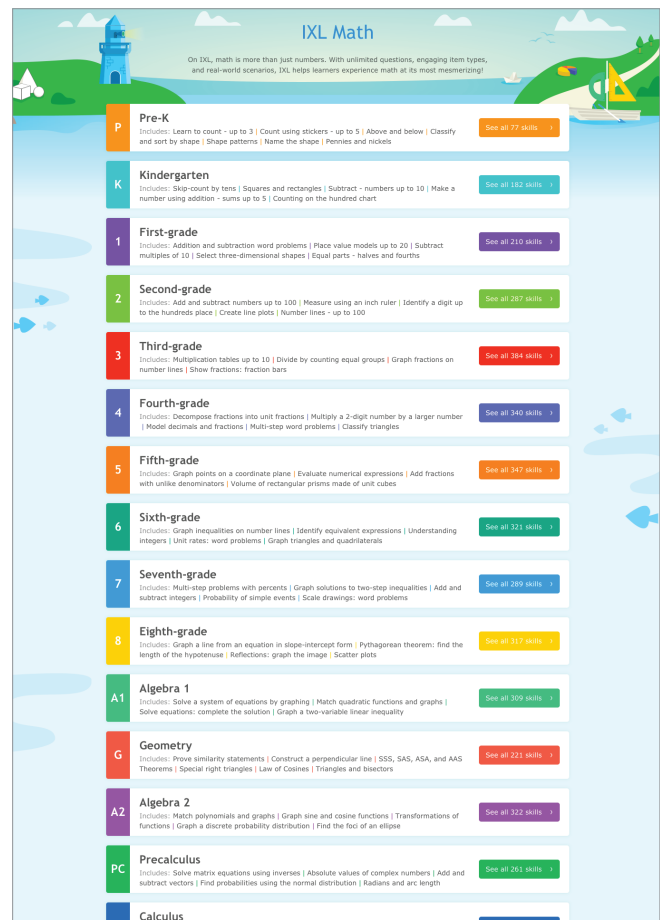 IXL Math
On IXL, math is more than just numbers. With unlimited questions, engaging item types,
and real-world scenarios, IXL helps learners experience math at its most mesmerizing!
P
Pre-K
Includes: Learn to count - up to 3 | Count using stickers - up to 5 | Above and below | Classify
and sort by shape | Shape patterns | Name the shape | Pennies and nickels
See all 77 skills ›
K
Kindergarten
Includes: Skip-count by tens | Squares and rectangles | Subtract - numbers up to 10 | Make a
number using addition - sums up to 5 | Counting on the hundred chart
See all 182 skills ›
1
First-grade
Includes: Addition and subtraction word problems | Place value models up to 20 | Subtract
multiples of 10 | Select three-dimensional shapes | Equal parts - halves and fourths
See all 210 skills ›
2
Second-grade
Includes: Add and subtract numbers up to 100 | Measure using an inch ruler | Identify a digit up
to the hundreds place | Create line plots | Number lines - up to 100
See all 287 skills ›
3
Third-grade
Includes: Multiplication tables up to 10 | Divide by counting equal groups | Graph fractions on
number lines | Show fractions: fraction bars
See all 384 skills ›
4
Fourth-grade
Includes: Decompose fractions into unit fractions | Multiply a 2-digit number by a larger number
| Model decimals and fractions | Multi-step word problems | Classify triangles
See all 340 skills ›
5
Fifth-grade
Includes: Graph points on a coordinate plane | Evaluate numerical expressions | Add fractions
with unlike denominators | Volume of rectangular prisms made of unit cubes
See all 347 skills ›
6
Sixth-grade
Includes: Graph inequalities on number lines | Identify equivalent expressions | Understanding
integers | Unit rates: word problems | Graph triangles and quadrilaterals
See all 321 skills ›
7
Seventh-grade
Includes: Multi-step problems with percents | Graph solutions to two-step inequalities | Add and
subtract integers | Probability of simple events | Scale drawings: word problems
See all 289 skills ›
8
Eighth-grade
Includes: Graph a line from an equation in slope-intercept form | Pythagorean theorem: find the
length of the hypotenuse | Reflections: graph the image | Scatter plots
See all 317 skills ›
A1
Algebra 1
Includes: Solve a system of equations by graphing | Match quadratic functions and graphs |
Solve equations: complete the solution | Graph a two-variable linear inequality
See all 309 skills ›
G
Geometry
Includes: Prove similarity statements | Construct a perpendicular line | SSS, SAS, ASA, and AAS
Theorems | Special right triangles | Law of Cosines | Triangles and bisectors
See all 221 skills ›
A2
Algebra 2
Includes: Match polynomials and graphs | Graph sine and cosine functions | Transformations of
functions | Graph a discrete probability distribution | Find the foci of an ellipse
See all 322 skills ›
PC
Precalculus
Includes: Solve matrix equations using inverses | Absolute values of complex numbers | Add and
subtract vectors | Find probabilities using the normal distribution | Radians and arc length
See all 261 skills ›
Calculus